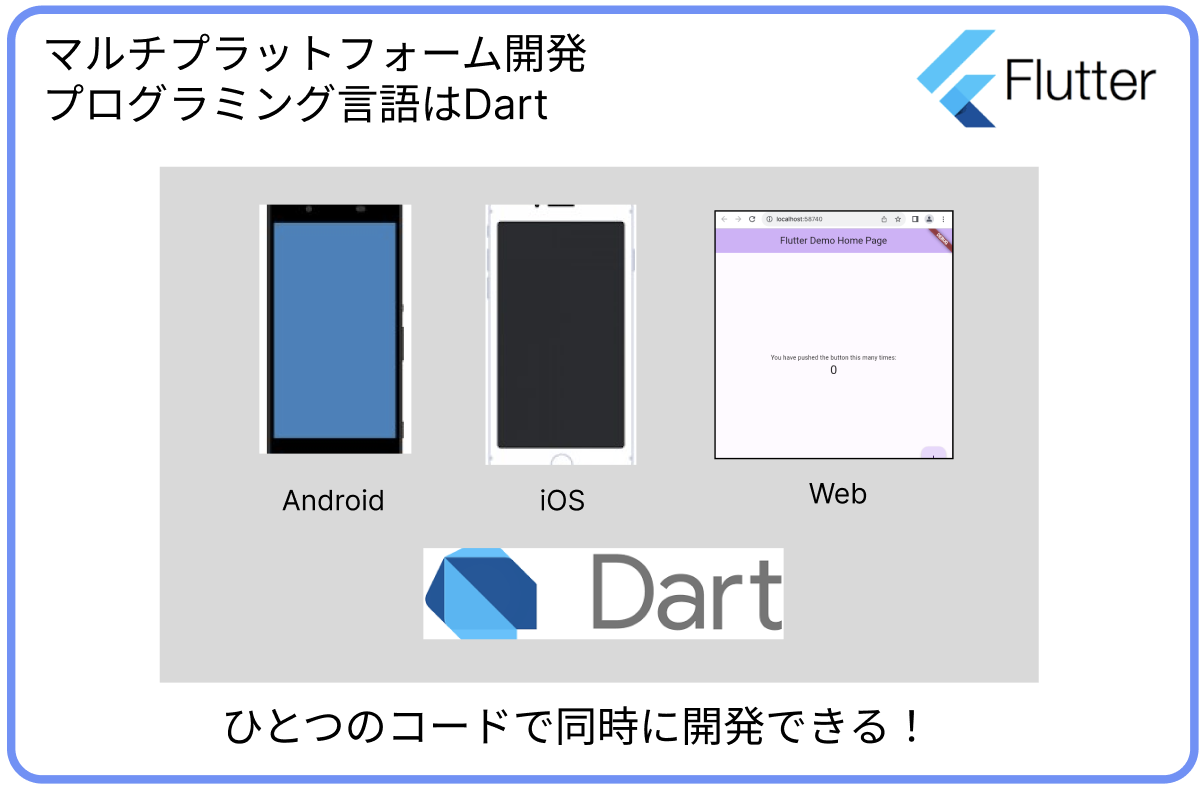 マルチプラットフォーム開発
プログラミング言語はDart
Flutter
localhost:58740
Flutter Demo Home Page
DEBUG
You have pushed the button this many times:
0
Android
iOS
Web
Dart
ひとつのコードで同時に開発できる！